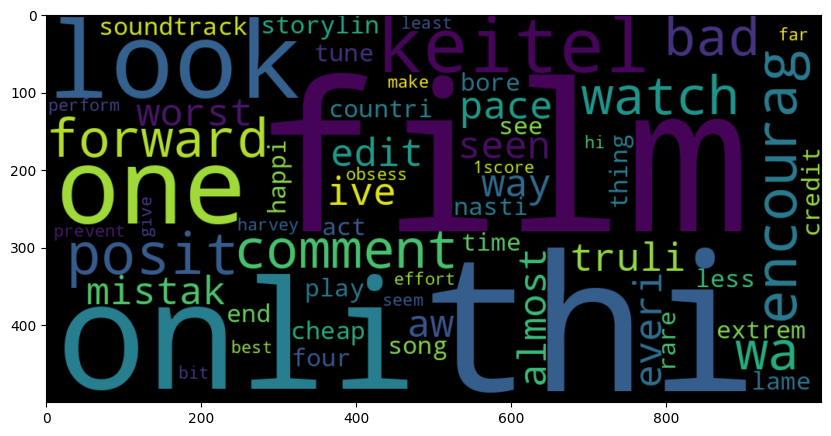 0
soundtrack
storylin
least
keitel
bad
far
look
tune
make
bore
perform
worst
countri
pace
watch
encourag
100
forward
see
seen
hi
thing
edit
1score
obsess
happi
film
one
ive
way
nasti
credit
200
give
prevent
harvey
act
posit
comment
time
truli
300
mistak
play
effort
less
seem
onli
thi
end
cheap
aw
almost
everi
rare
extrem
400
best
four
song
wa
bit
lame
0
200
400
600
800